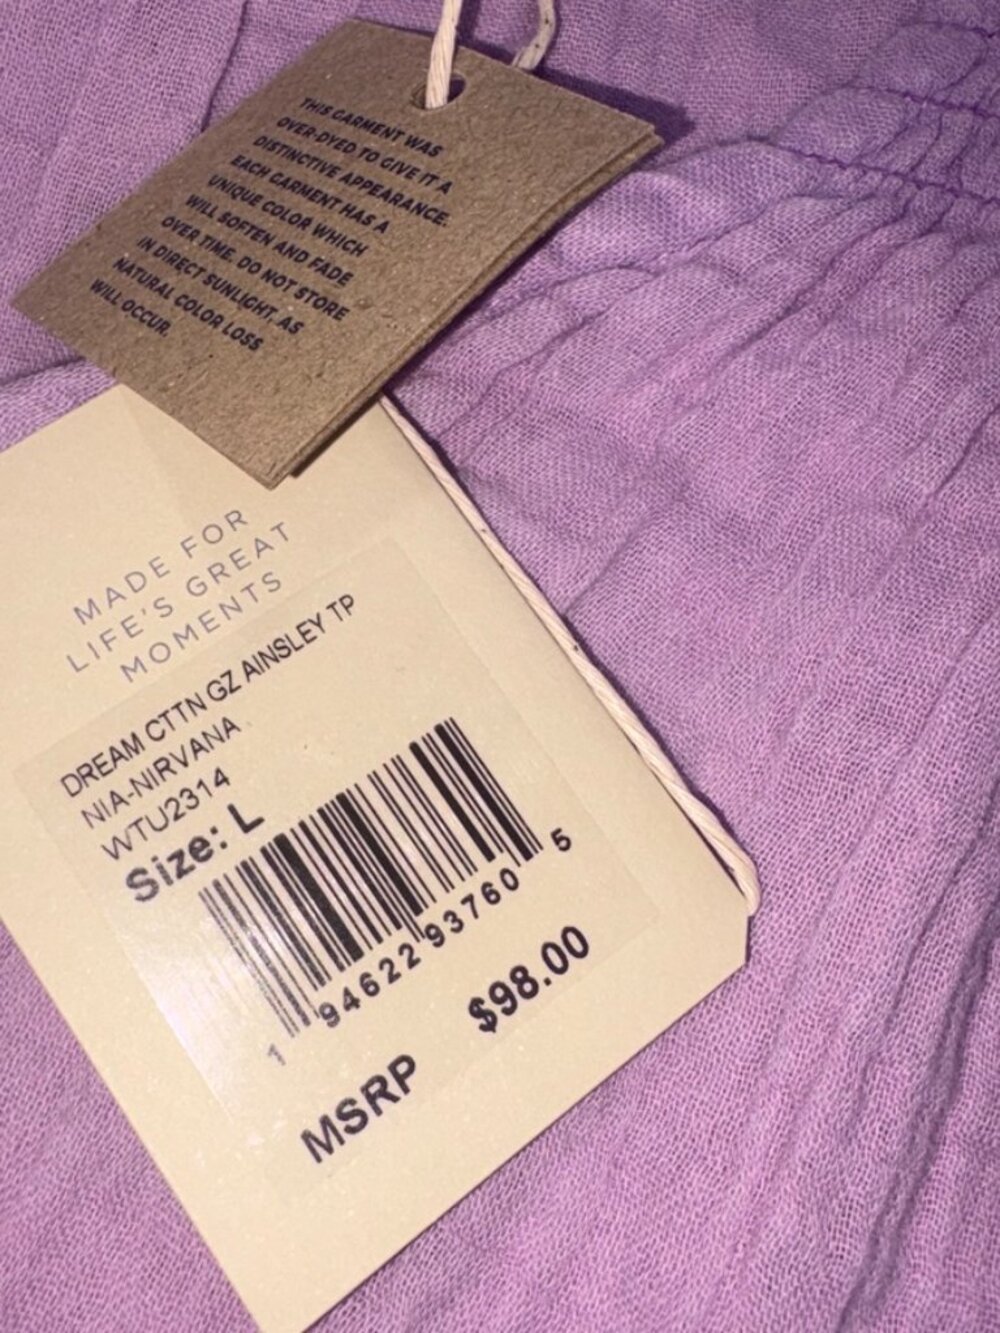 THIS GARMENT WAS
OVER-DYED TO GIVE IT A
DISTINCTIVE APPEARANCE.
EACH GARMENT HAS A
UNIQUE COLOR WHICH
WILL SOFTEN AND FADE
OVER TIME. DO NOT STORE
IN DIRECT SUNLIGHT, AS
NATURAL COLOR LOSS
WILL OCCUR.
MADE FOR
LIFE'S GREAT
MOMENTS
DREAM CTTN GZ AINSLEY TP
NIA-NIRVANA
WTU2314
Size: L
1 94622 93760 5
MSRP $98.00